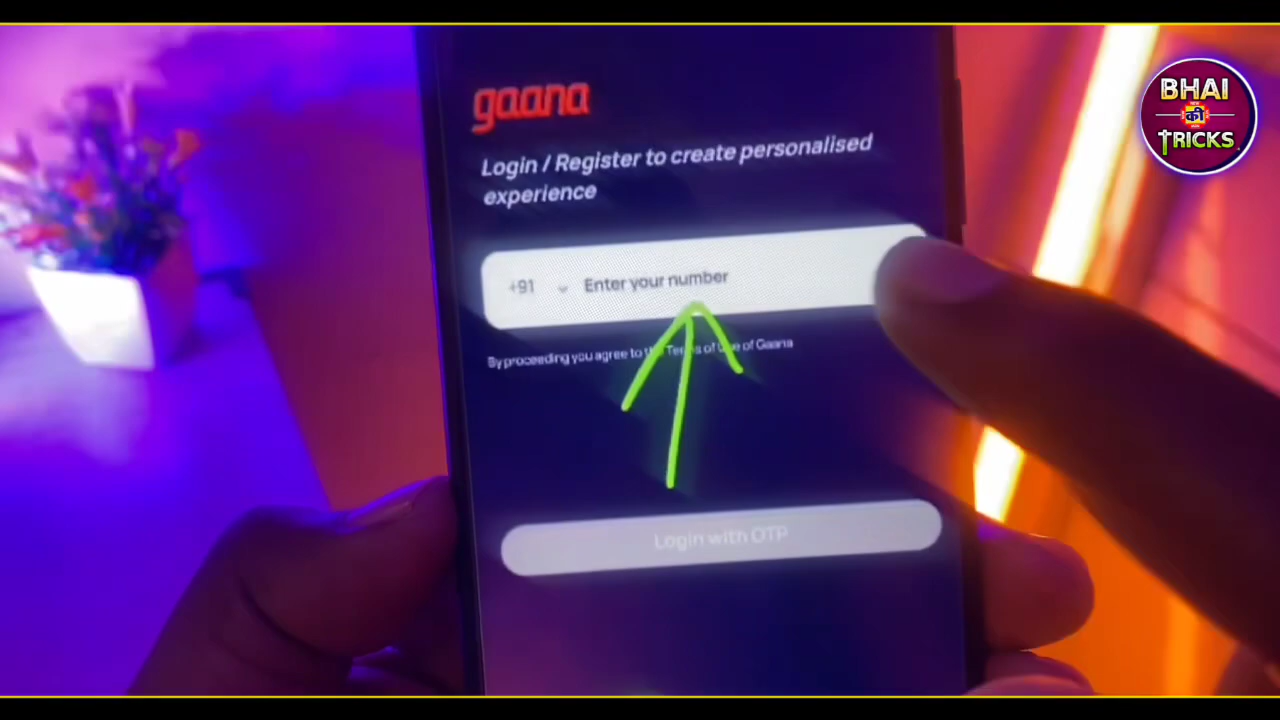 gaana
Login / Register to create personalised
experience
+91
Enter your number
By proceeding you agree to the Terms of Use of Gaana
Login with OTP
BHAI
की
TRICKS